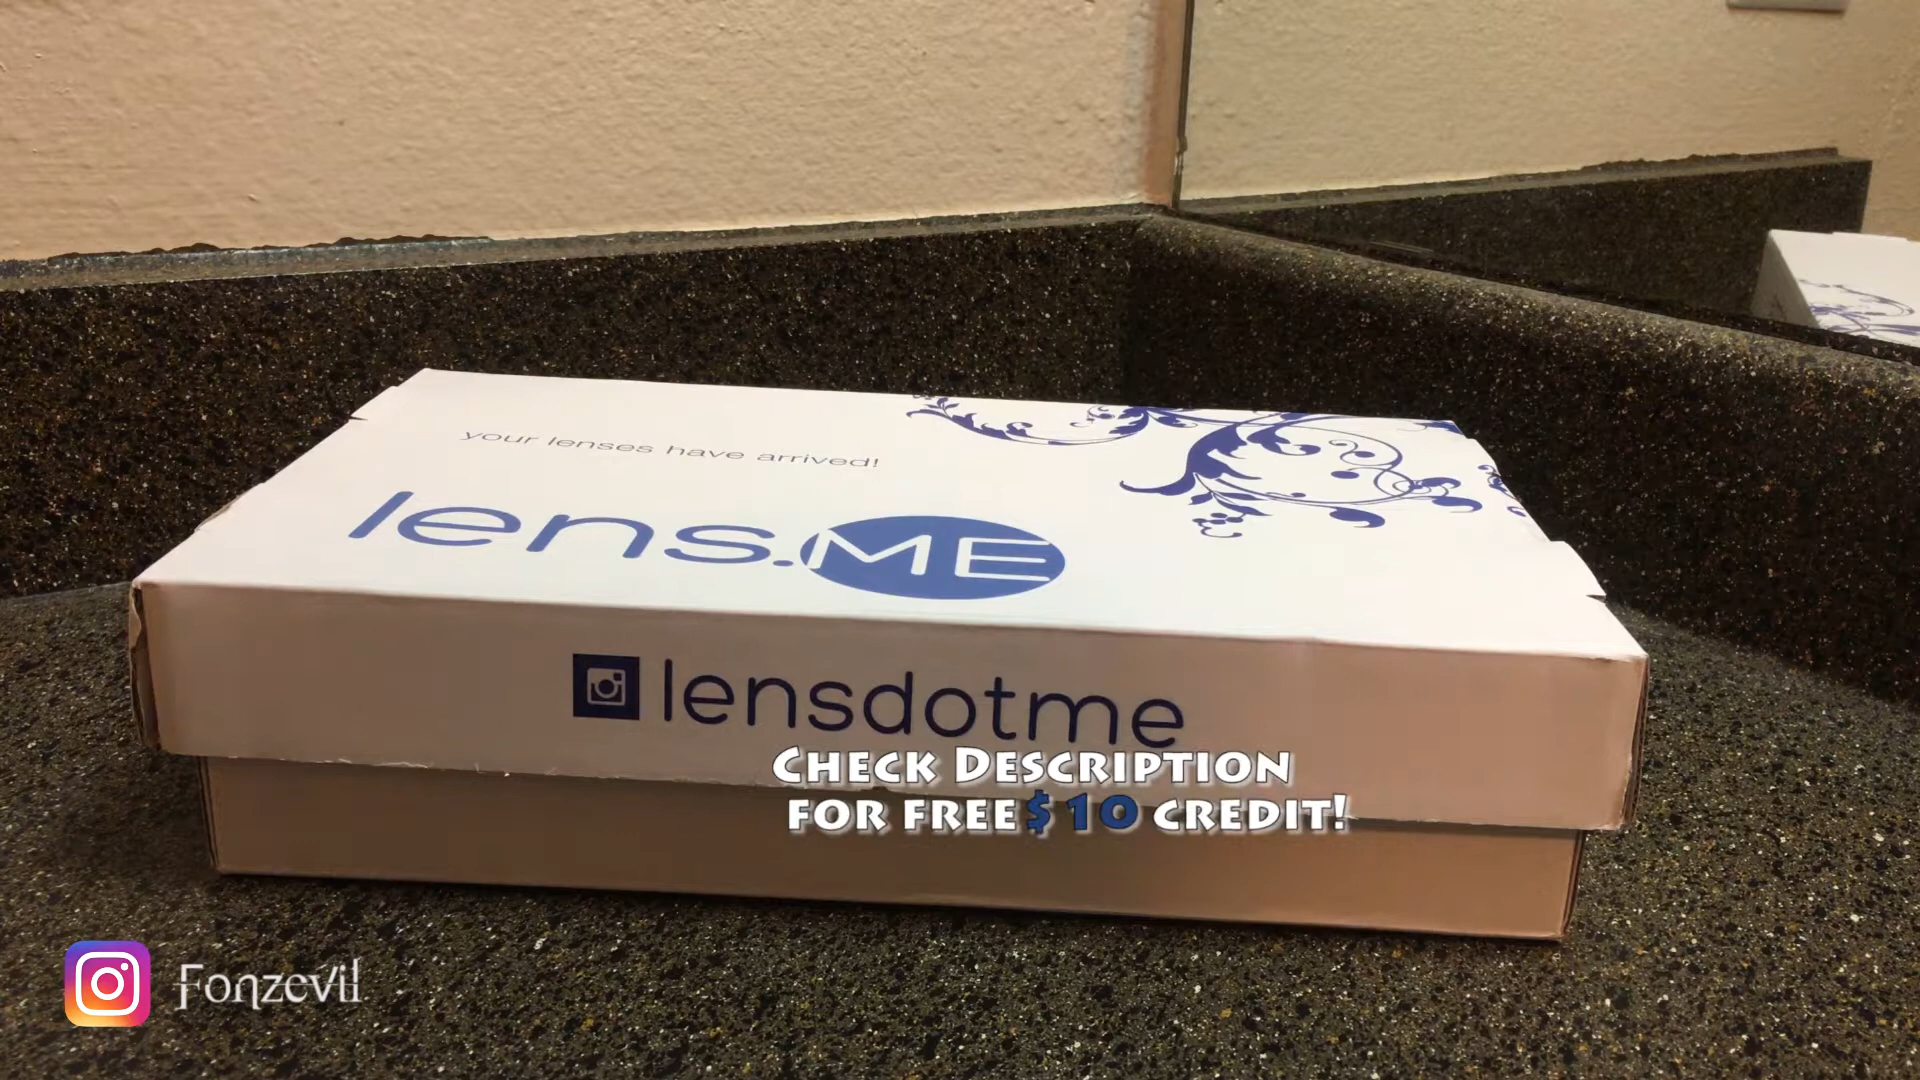 your lenses have arrived!
lens.ME
lensdotme
CHECK DESCRIPTION
FOR FREE $10 CREDIT!
Fonzevil